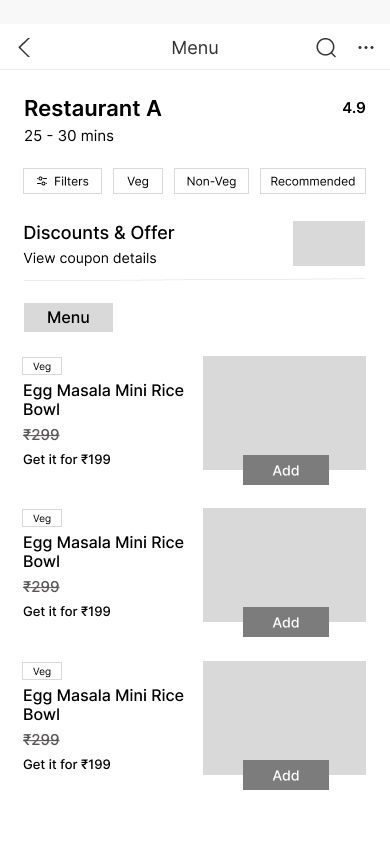 Menu
Restaurant A
4.9
25 - 30 mins
Filters
Veg
Non-Veg
Recommended
Discounts & Offer
View coupon details
Menu
Veg
Egg Masala Mini Rice
Bowl
₹299
Get it for ₹199
Add
Veg
Egg Masala Mini Rice
Bowl
₹299
Get it for ₹199
Add
Veg
Egg Masala Mini Rice
Bowl
₹299
Get it for ₹199
Add